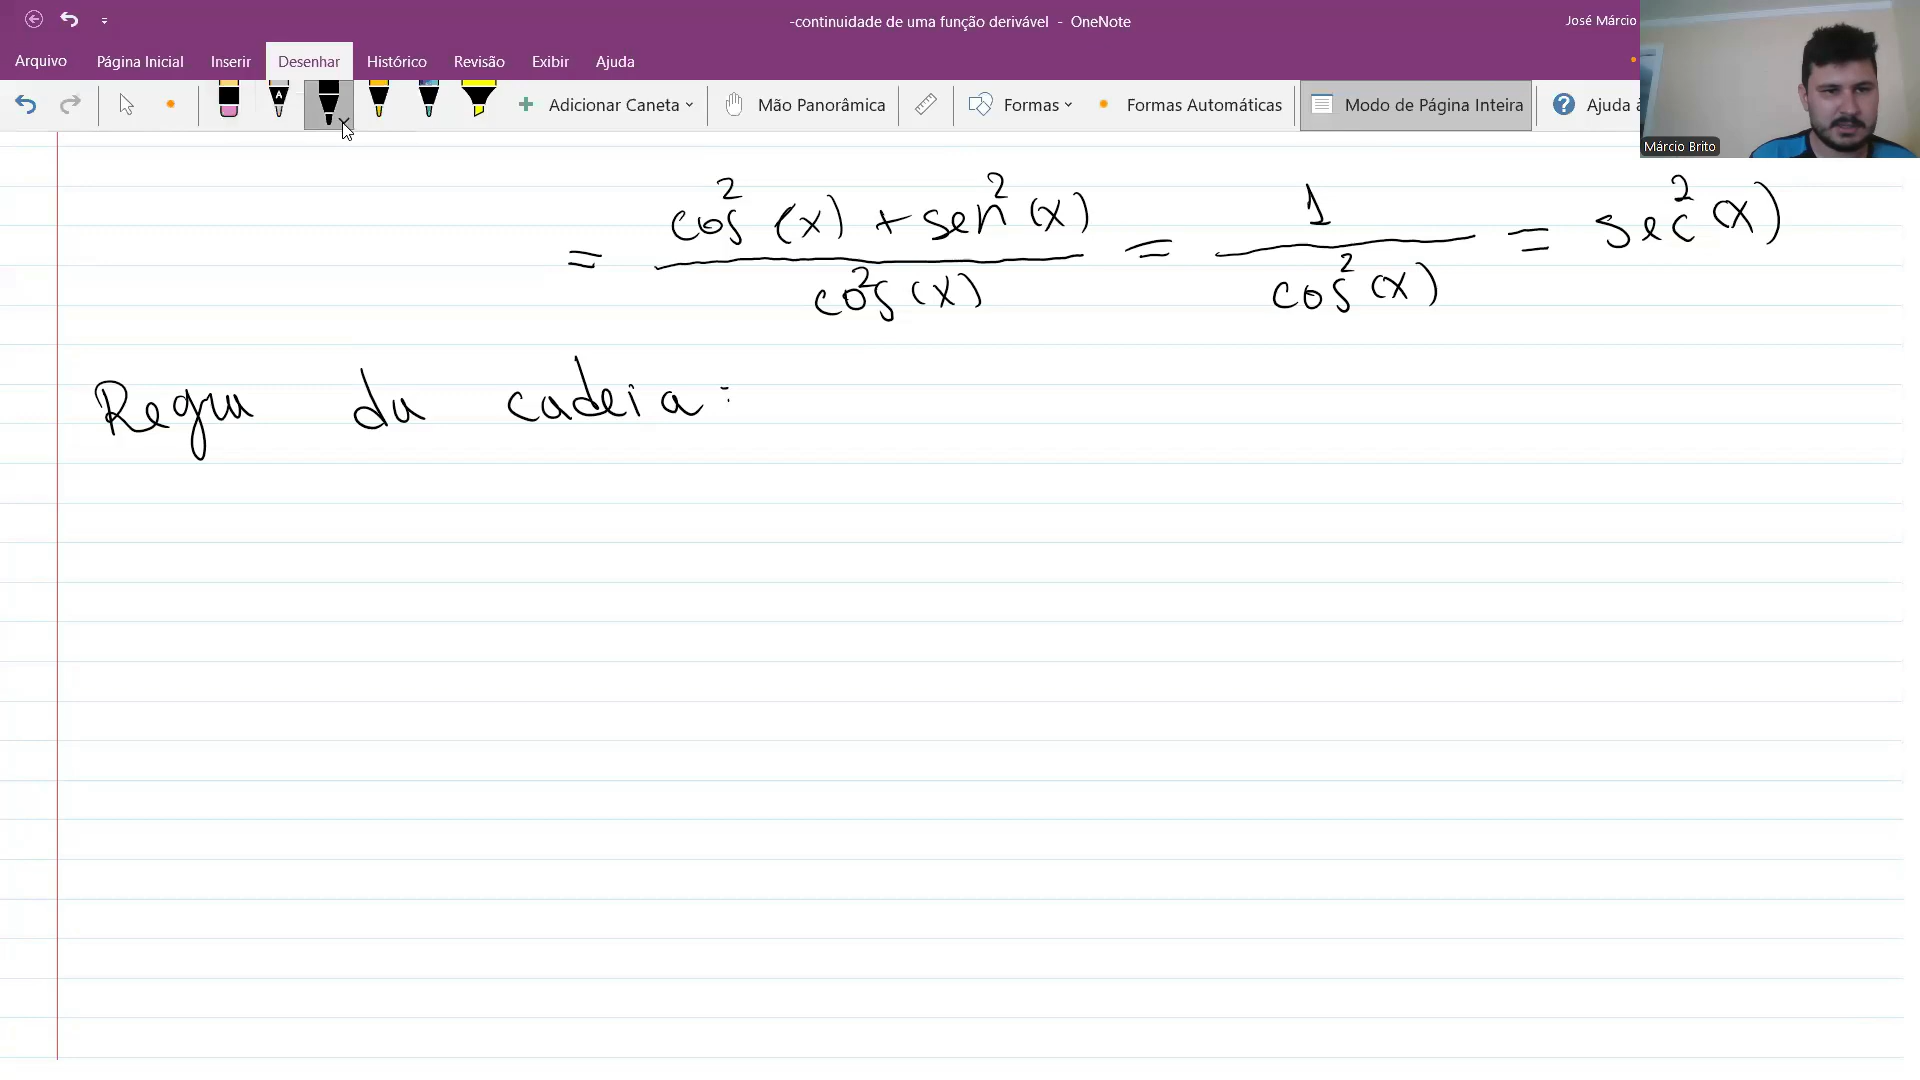 -continuidade de uma função derivável - OneNote
José Márcio
Arquivo Página Inicial Inserir Desenhar Histórico Revisão Exibir Ajuda
A Adicionar Caneta Mão Panorâmica Formas Formas Automáticas Modo de Página Inteira Ajuda à
Márcio Brito
= cos² (x) + sen² (x) / cos² (x) = 1 / cos² (x) = sec² (x)
Regra da cadeia: